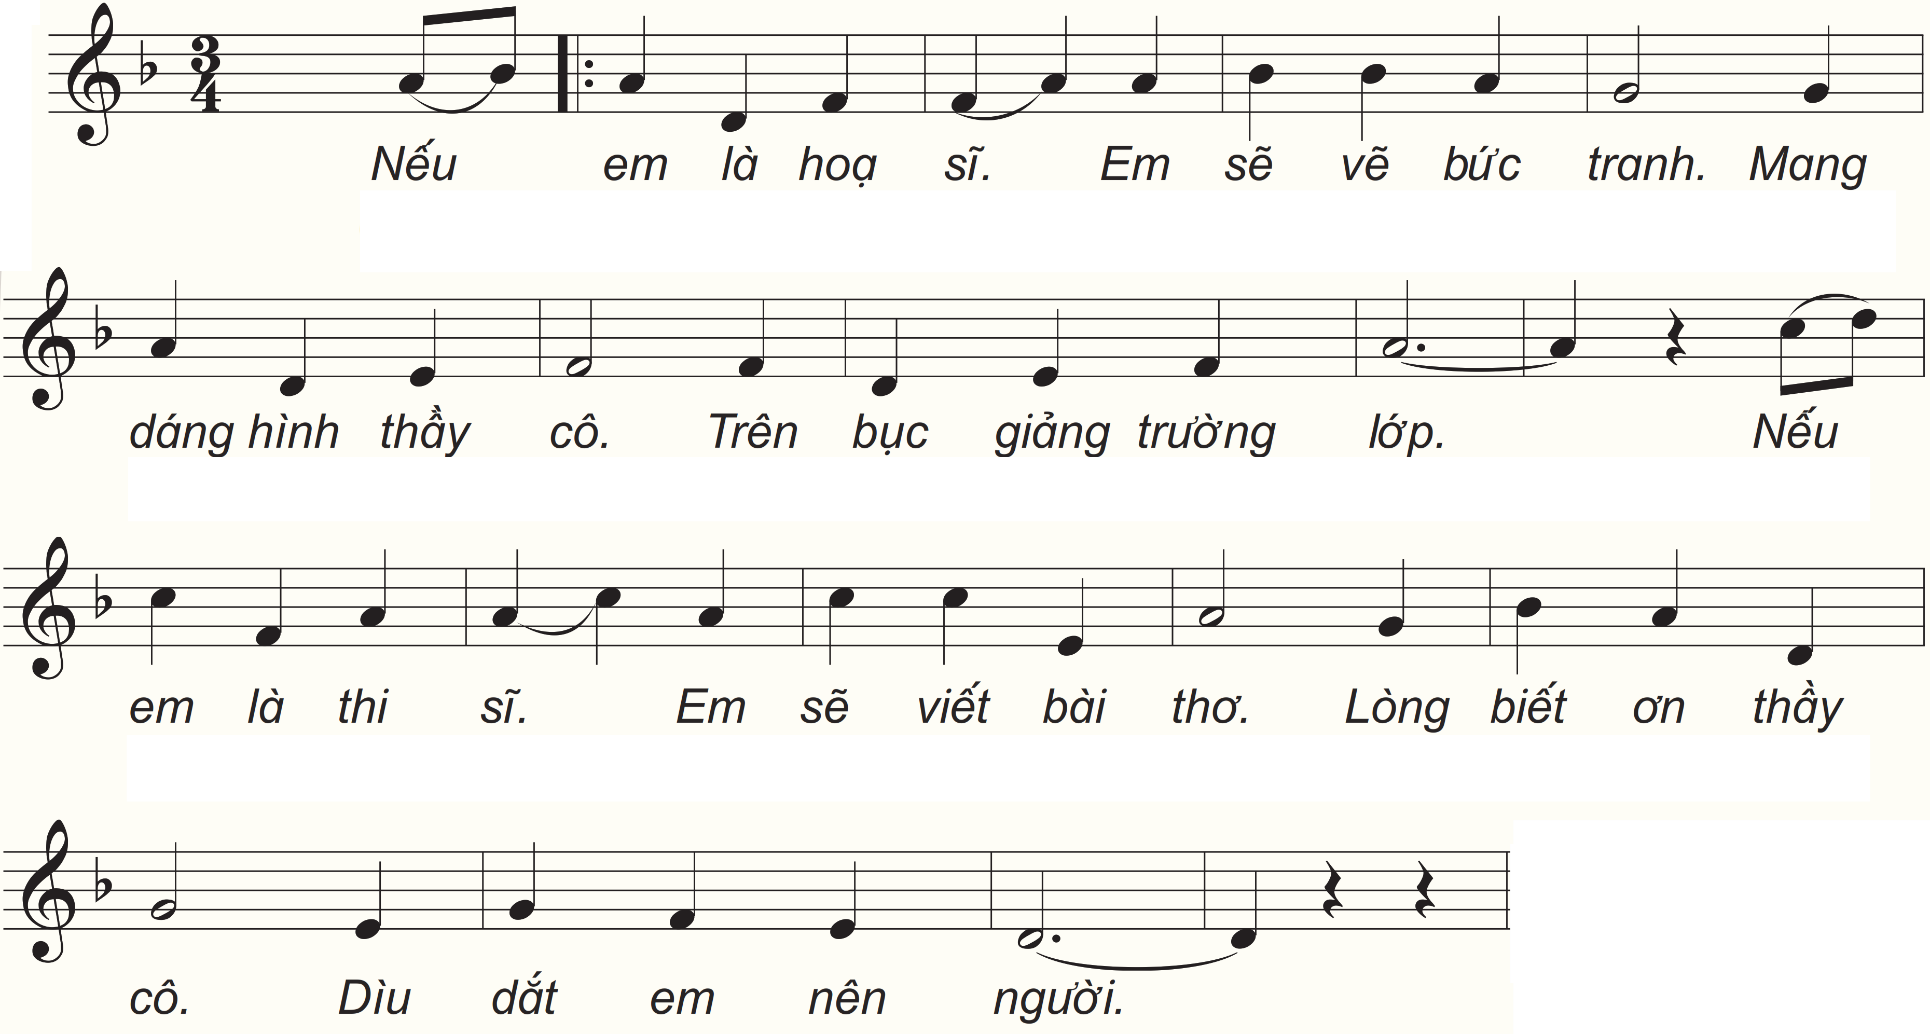 3
4
Nếu em là hoạ sĩ. Em sẽ vẽ bức tranh. Mang
dáng hình thầy cô. Trên bục giảng trường lớp. Nếu
em là thi sĩ. Em sẽ viết bài thơ. Lòng biết ơn thầy
cô. Dìu dắt em nên người.